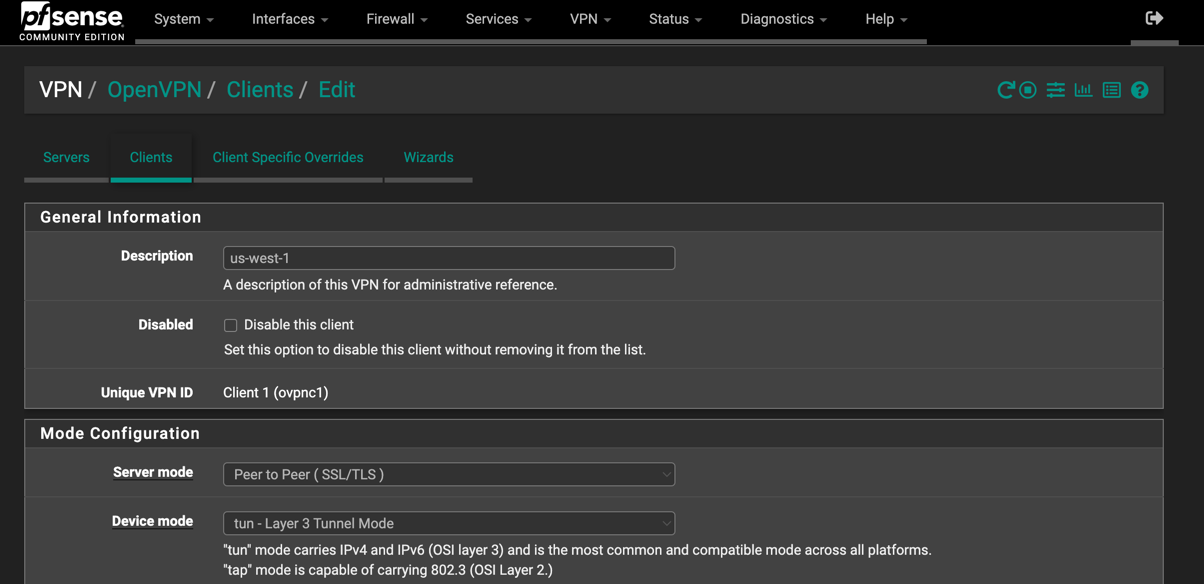 pfsense
COMMUNITY EDITION
System Interfaces Firewall Services VPN Status Diagnostics Help
VPN / OpenVPN / Clients / Edit
Servers Clients Client Specific Overrides Wizards
General Information
Description us-west-1
A description of this VPN for administrative reference.
Disabled Disable this client
Set this option to disable this client without removing it from the list.
Unique VPN ID Client 1 (ovpnc1)
Mode Configuration
Server mode Peer to Peer ( SSL/TLS )
Device mode tun - Layer 3 Tunnel Mode
"tun" mode carries IPv4 and IPv6 (OSI layer 3) and is the most common and compatible mode across all platforms.
"tap" mode is capable of carrying 802.3 (OSI Layer 2.)